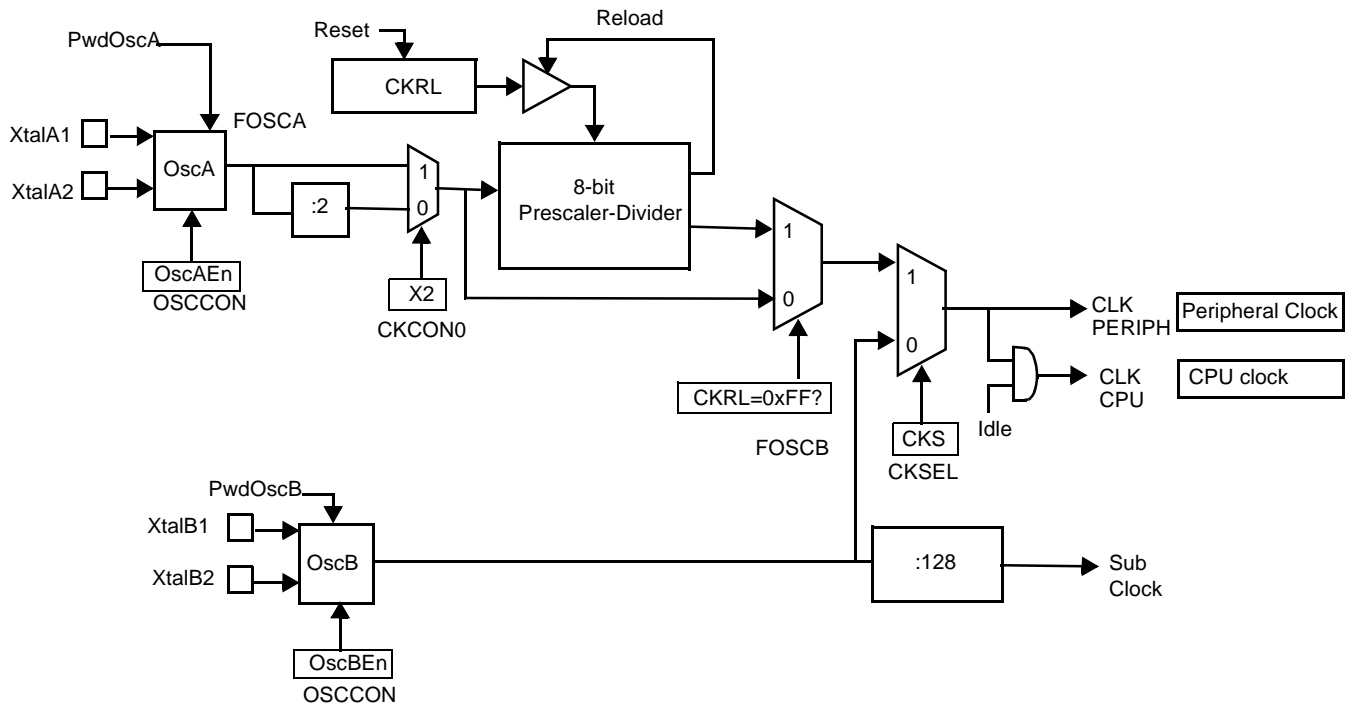 Reload
Reset
PwdOscA
CKRL
FOSCA
XtalA1
OscA
1
XtalA2
:2
0
8-bit
Prescaler-Divider
1
OscAEn
OSCCON
X2
CKCON0
0
1
CLK
PERIPH
Peripheral Clock
0
CKRL=0xFF?
CLK
CPU
CPU clock
Idle
FOSCB
CKS
CKSEL
PwdOscB
XtalB1
OscB
:128
Sub
Clock
XtalB2
OscBEn
OSCCON